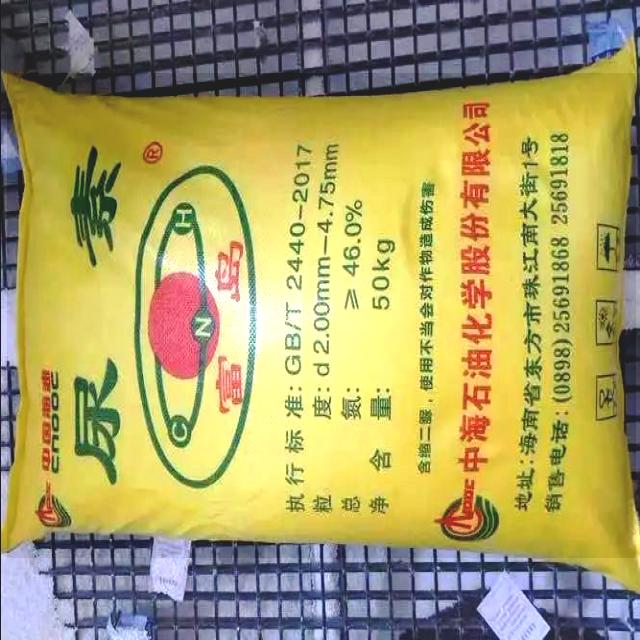 中国海油
CNOOC
尿 素
®
C
N
H
富岛
执行标准：GB/T 2440-2017
粒 度：d 2.00mm-4.75mm
总 氮：≥ 46.0%
净含量：50kg
含缩二脲，使用不当会对作物造成伤害
cnooc 中海石油化学股份有限公司
地址：海南省东方市珠江南大街1号
销售电话：(0898) 25691868 25691818